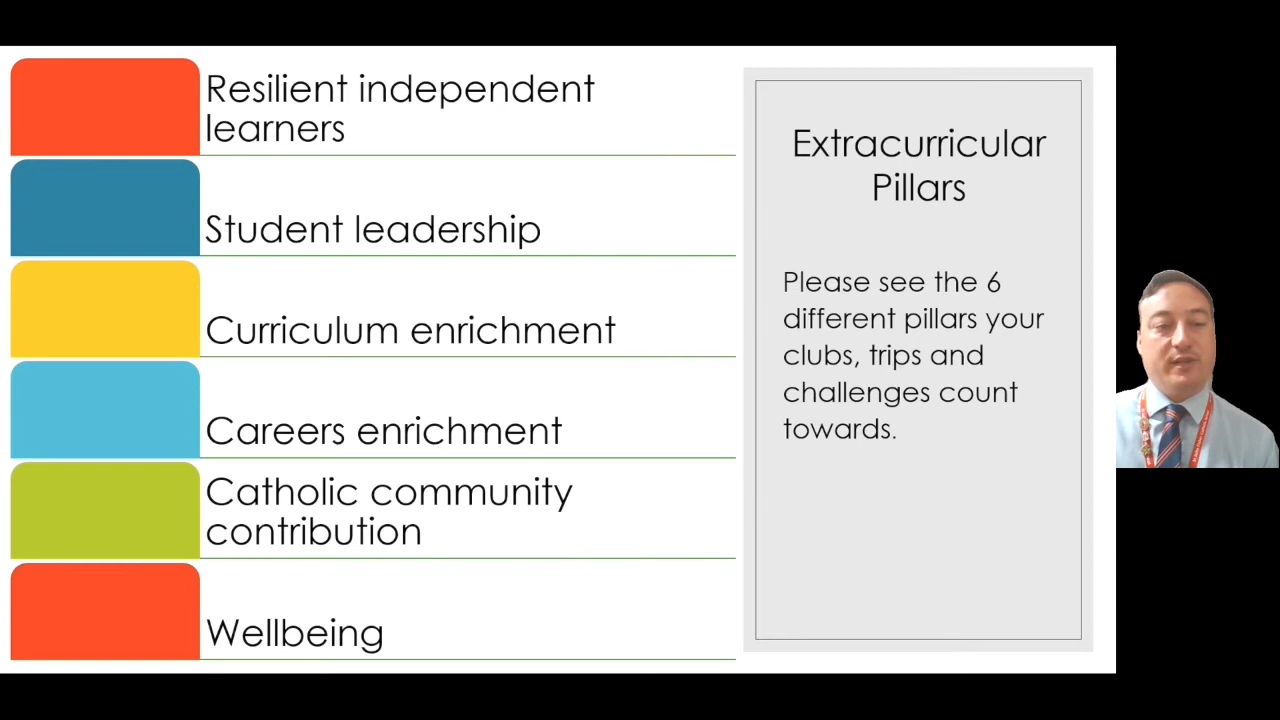 Resilient independent
learners
Student leadership
Curriculum enrichment
Careers enrichment
Catholic community
contribution
Wellbeing
Extracurricular
Pillars
Please see the 6
different pillars your
clubs, trips and
challenges count
towards.